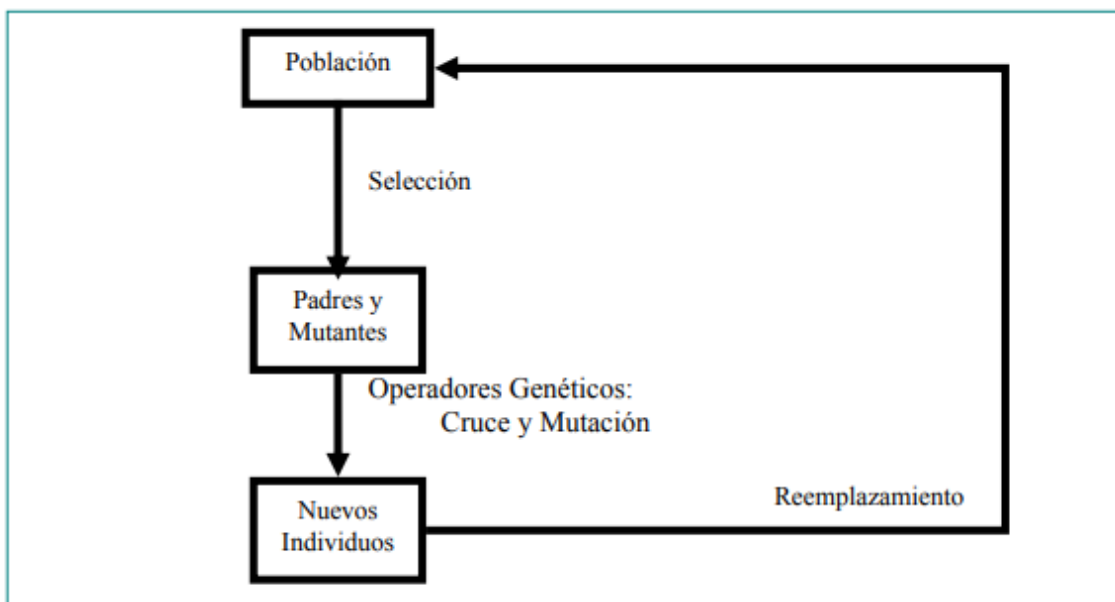 Población
Selección
Padres y
Mutantes
Operadores Genéticos:
Cruce y Mutación
Reemplazamiento
Nuevos
Individuos